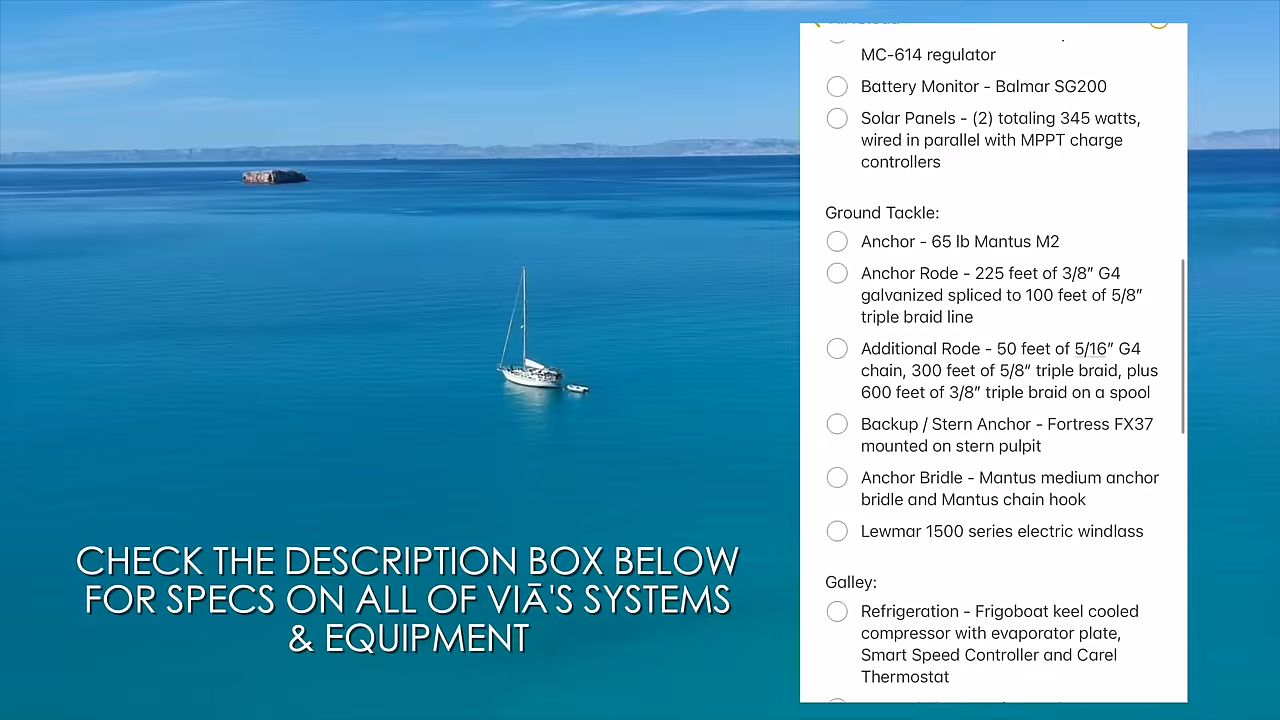 MC-614 regulator
Battery Monitor - Balmar SG200
Solar Panels - (2) totaling 345 watts,
wired in parallel with MPPT charge
controllers
Ground Tackle:
Anchor - 65 lb Mantus M2
Anchor Rode - 225 feet of 3/8” G4
galvanized spliced to 100 feet of 5/8”
triple braid line
Additional Rode - 50 feet of 5/16” G4
chain, 300 feet of 5/8” triple braid, plus
600 feet of 3/8” triple braid on a spool
Backup / Stern Anchor - Fortress FX37
mounted on stern pulpit
Anchor Bridle - Mantus medium anchor
bridle and Mantus chain hook
Lewmar 1500 series electric windlass
Galley:
Refrigeration - Frigoboat keel cooled
compressor with evaporator plate,
Smart Speed Controller and Carel
Thermostat
CHECK THE DESCRIPTION BOX BELOW
FOR SPECS ON ALL OF VIĀ'S SYSTEMS
& EQUIPMENT